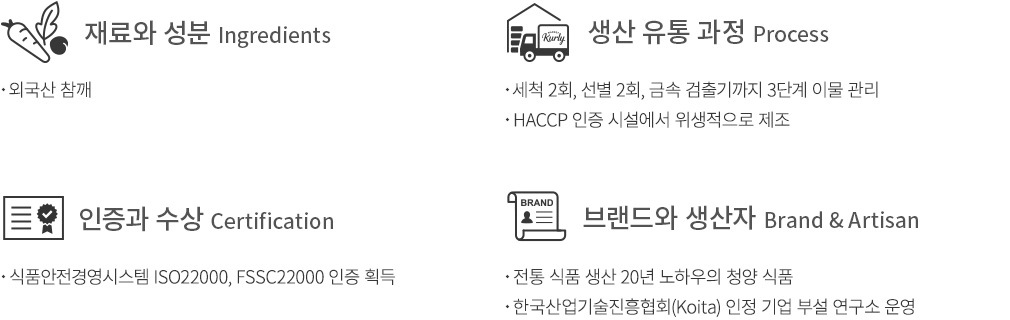 재료와 성분 Ingredients
· 외국산 참깨
Kurly
생산 유통 과정 Process
· 세척 2회, 선별 2회, 금속 검출기까지 3단계 이물 관리
· HACCP 인증 시설에서 위생적으로 제조
인증과 수상 Certification
· 식품안전경영시스템 ISO22000, FSSC22000 인증 획득
BRAND
브랜드와 생산자 Brand & Artisan
· 전통 식품 생산 20년 노하우의 청양 식품
· 한국산업기술진흥협회(Koita) 인정 기업 부설 연구소 운영